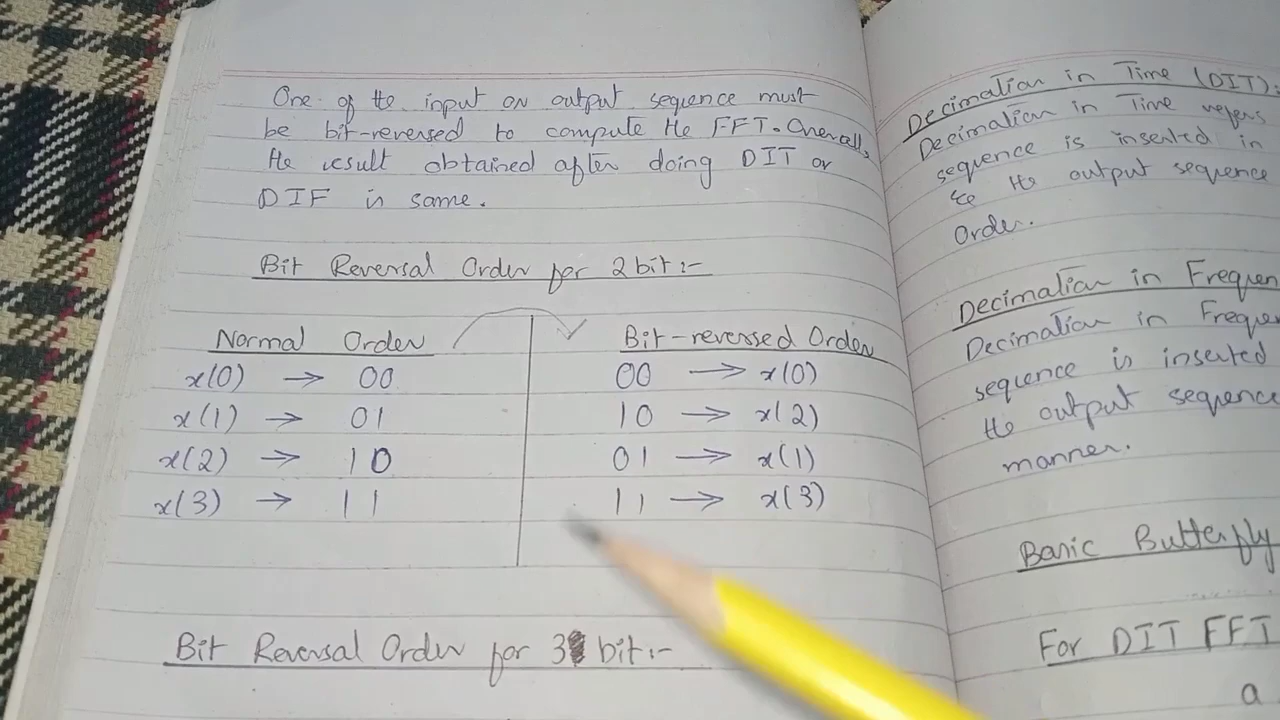 One of the input or output sequence must
be bit-reversed to compute the FFT. Overall,
the result obtained after doing DIT or
DIF is same.
Bit Reversal Order for 2 bit :-
Normal Order
x(0) → 00
x(1) → 01
x(2) → 10
x(3) → 11
Bit-reversed Order
00 → x(0)
10 → x(2)
01 → x(1)
11 → x(3)
Bit Reversal Order for 3 bit :-
Decimation in Time (DIT):
Decimation in Time refers
sequence is inserted in
the output sequence
Order.
Decimation in Frequen
Decimation in Freque
sequence is inserted
the output sequence
manner.
Basic Butterfly
For DIT FFT
a